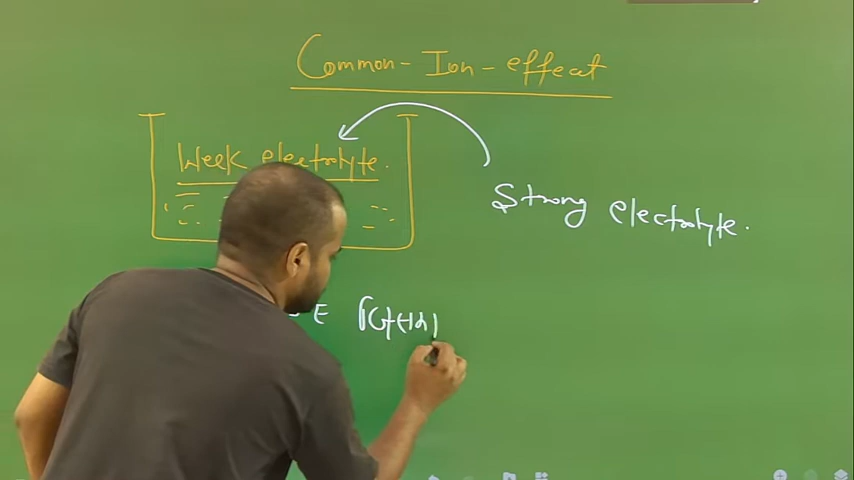 Common-Ion-effect
Week electrolyte.
Strong electrolyte.